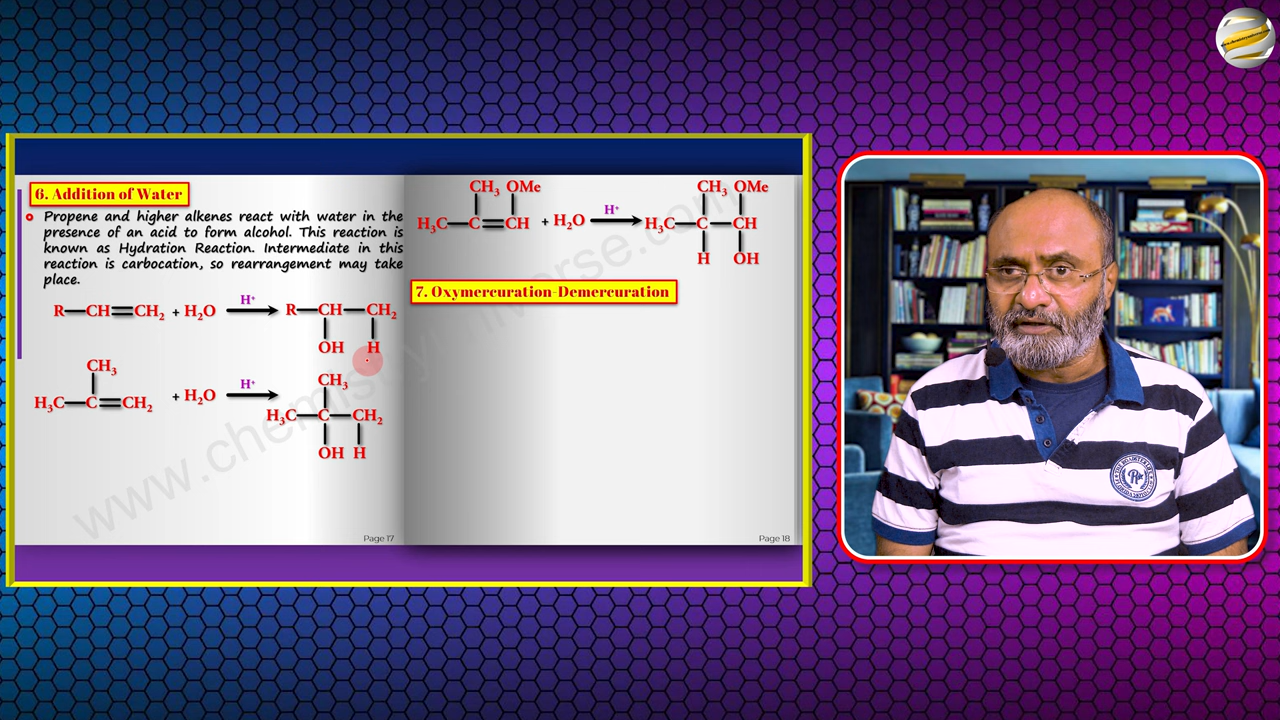 6. Addition of Water
Propene and higher alkenes react with water in the
presence of an acid to form alcohol. This reaction is
known as Hydration Reaction. Intermediate in this
reaction is carbocation, so rearrangement may take
place.
R—CH=CH₂ + H₂O H⁺ R—CH—CH₂
OH H
CH₃
H₃C—C=CH₂ + H₂O H⁺
CH₃
H₃C—C—CH₂
OH H
Page 17
CH₃ OMe
H₃C—C=CH + H₂O H⁺
CH₃ OMe
H₃C—C—CH
H OH
7. Oxymercuration-Demercuration
Page 18